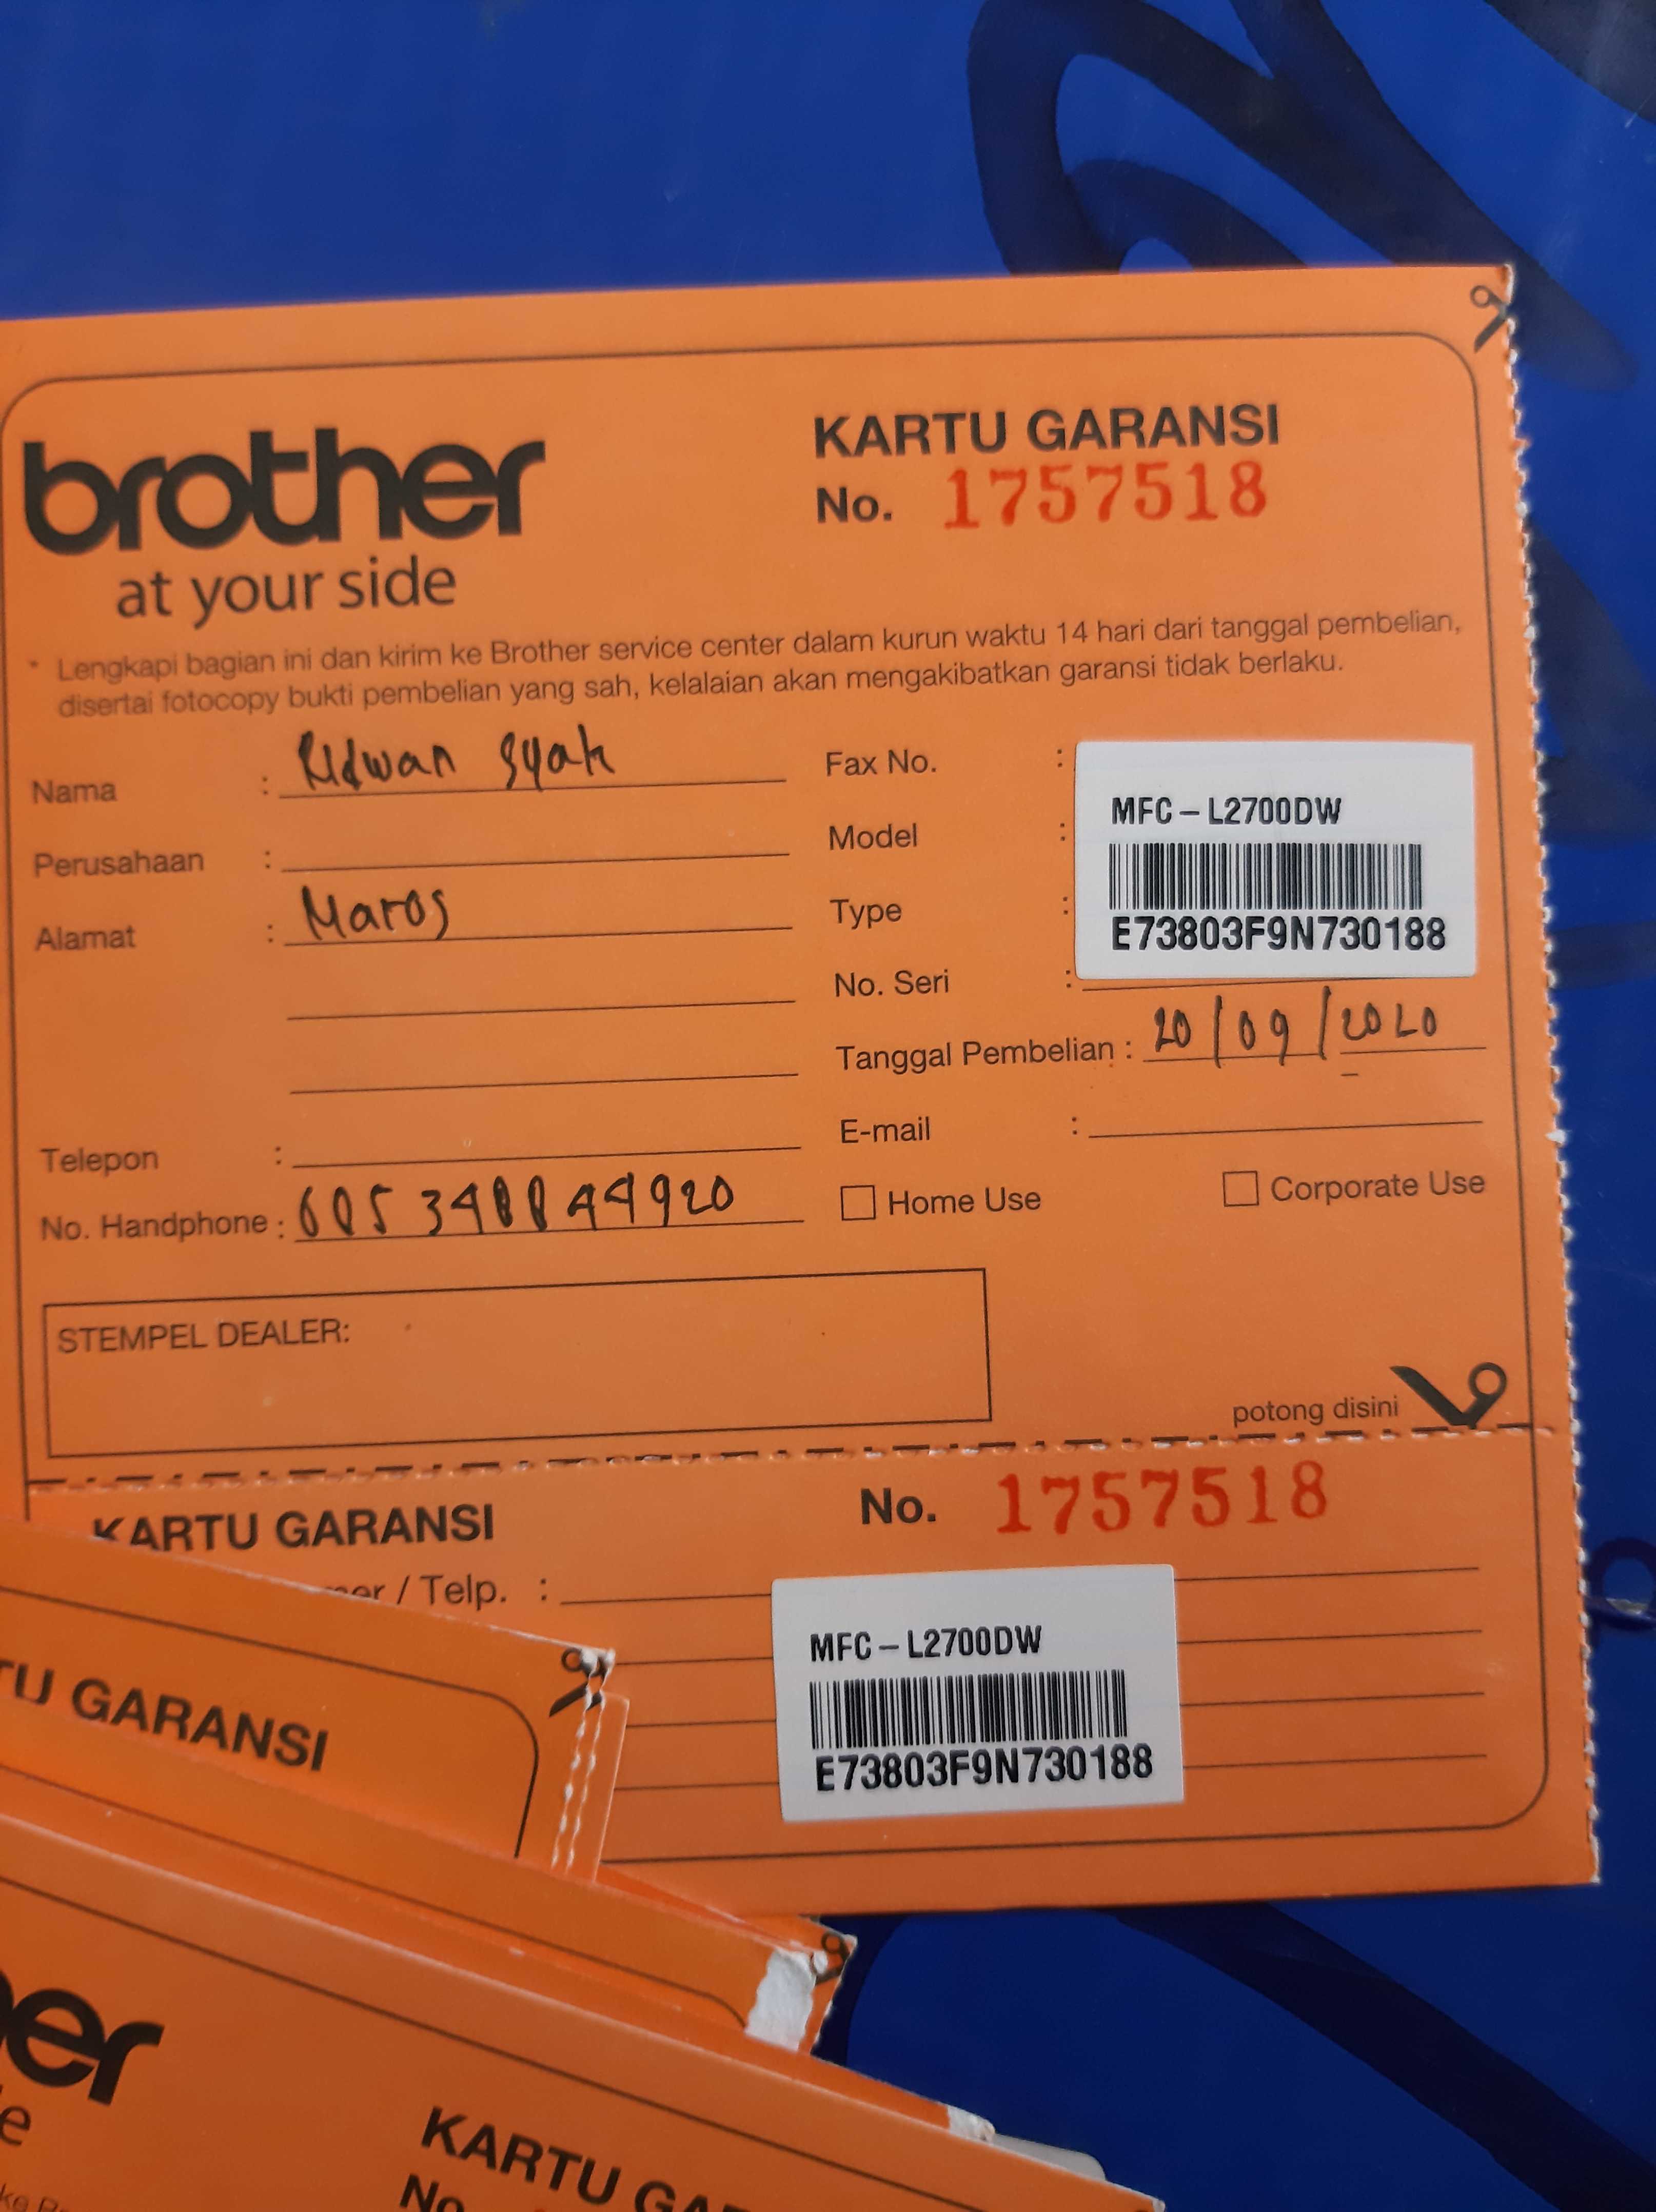 brother
at your side
KARTU GARANSI
No. 1757518
* Lengkapi bagian ini dan kirim ke Brother service center dalam kurun waktu 14 hari dari tanggal pembelian,
disertai fotocopy bukti pembelian yang sah, kelalaian akan mengakibatkan garansi tidak berlaku.
Nama : Ridwan Syah
Perusahaan :
Alamat : Maros
Telepon :
No. Handphone :
Fax No. :
Model :
Type :
No. Seri :
MFC-L2700DW
E73803F9N730188
Tanggal Pembelian : 20/09/2020
E-mail :
Home Use
Corporate Use
STEMPEL DEALER:
potong disini
KARTU GARANSI
No. 1757518
/ Telp. :
MFC-L2700DW
E73803F9N730188
GARANSI
KARTU
No